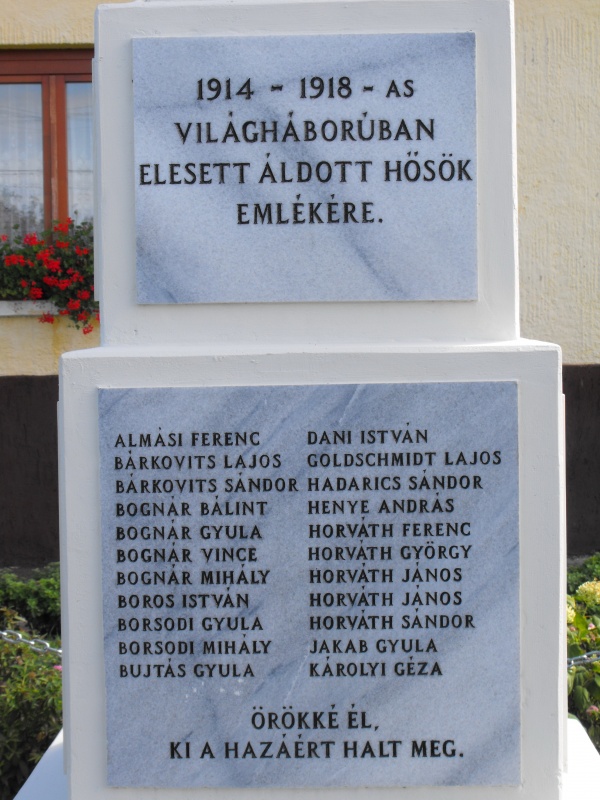 1914 - 1918 - AS
VILÁGHÁBORÚBAN
ELESETT ÁLDOTT HŐSÖK
EMLÉKÉRE.
ALMÁSI FERENC
BÁRKOVITS LAJOS
BÁRKOVITS SÁNDOR
BOGNÁR BÁLINT
BOGNÁR GYULA
BOGNÁR VINCE
BOGNÁR MIHÁLY
BOROS ISTVÁN
BORSODI GYULA
BORSODI MIHÁLY
BUJTÁS GYULA
DANI ISTVÁN
GOLDSCHMIDT LAJOS
HADARICS SÁNDOR
HENYE ANDRÁS
HORVÁTH FERENC
HORVÁTH GYÖRGY
HORVÁTH JÁNOS
HORVÁTH JÁNOS
HORVÁTH SÁNDOR
JAKAB GYULA
KÁROLYI GÉZA
ÖRÖKKÉ ÉL,
KI A HAZÁÉRT HALT MEG.